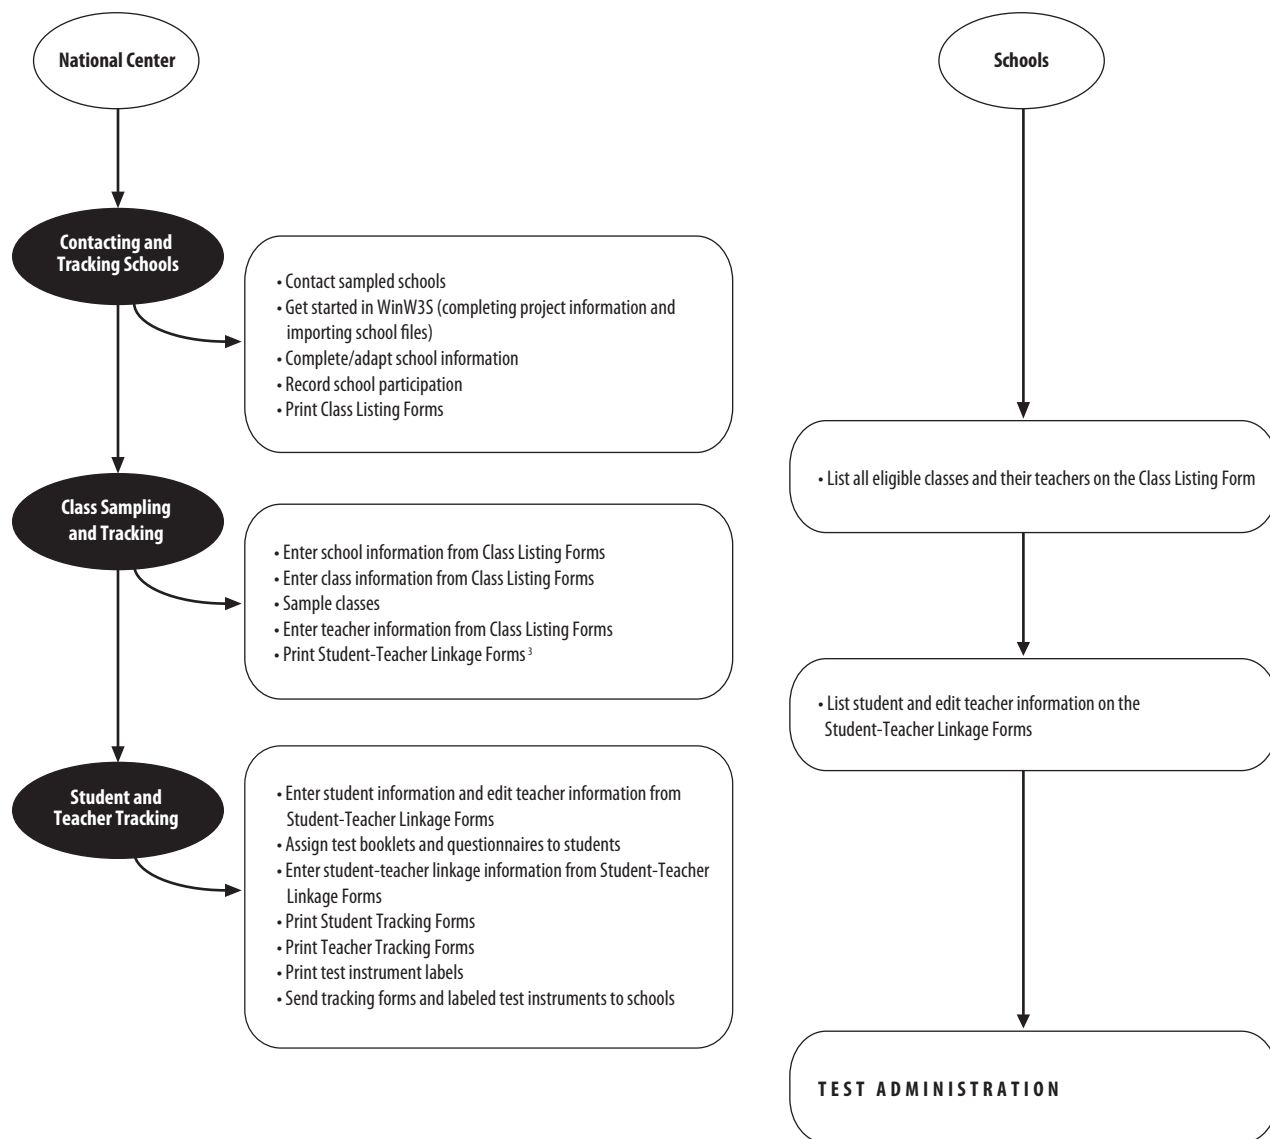 National Center
Contacting and
Tracking Schools
• Contact sampled schools
• Get started in WinW3S (completing project information and
importing school files)
• Complete/adapt school information
• Record school participation
• Print Class Listing Forms
Class Sampling
and Tracking
• Enter school information from Class Listing Forms
• Enter class information from Class Listing Forms
• Sample classes
• Enter teacher information from Class Listing Forms
• Print Student-Teacher Linkage Forms 3
Student and
Teacher Tracking
• Enter student information and edit teacher information from
Student-Teacher Linkage Forms
• Assign test booklets and questionnaires to students
• Enter student-teacher linkage information from Student-Teacher
Linkage Forms
• Print Student Tracking Forms
• Print Teacher Tracking Forms
• Print test instrument labels
• Send tracking forms and labeled test instruments to schools
Schools
• List all eligible classes and their teachers on the Class Listing Form
• List student and edit teacher information on the
Student-Teacher Linkage Forms
TEST ADMINISTRATION